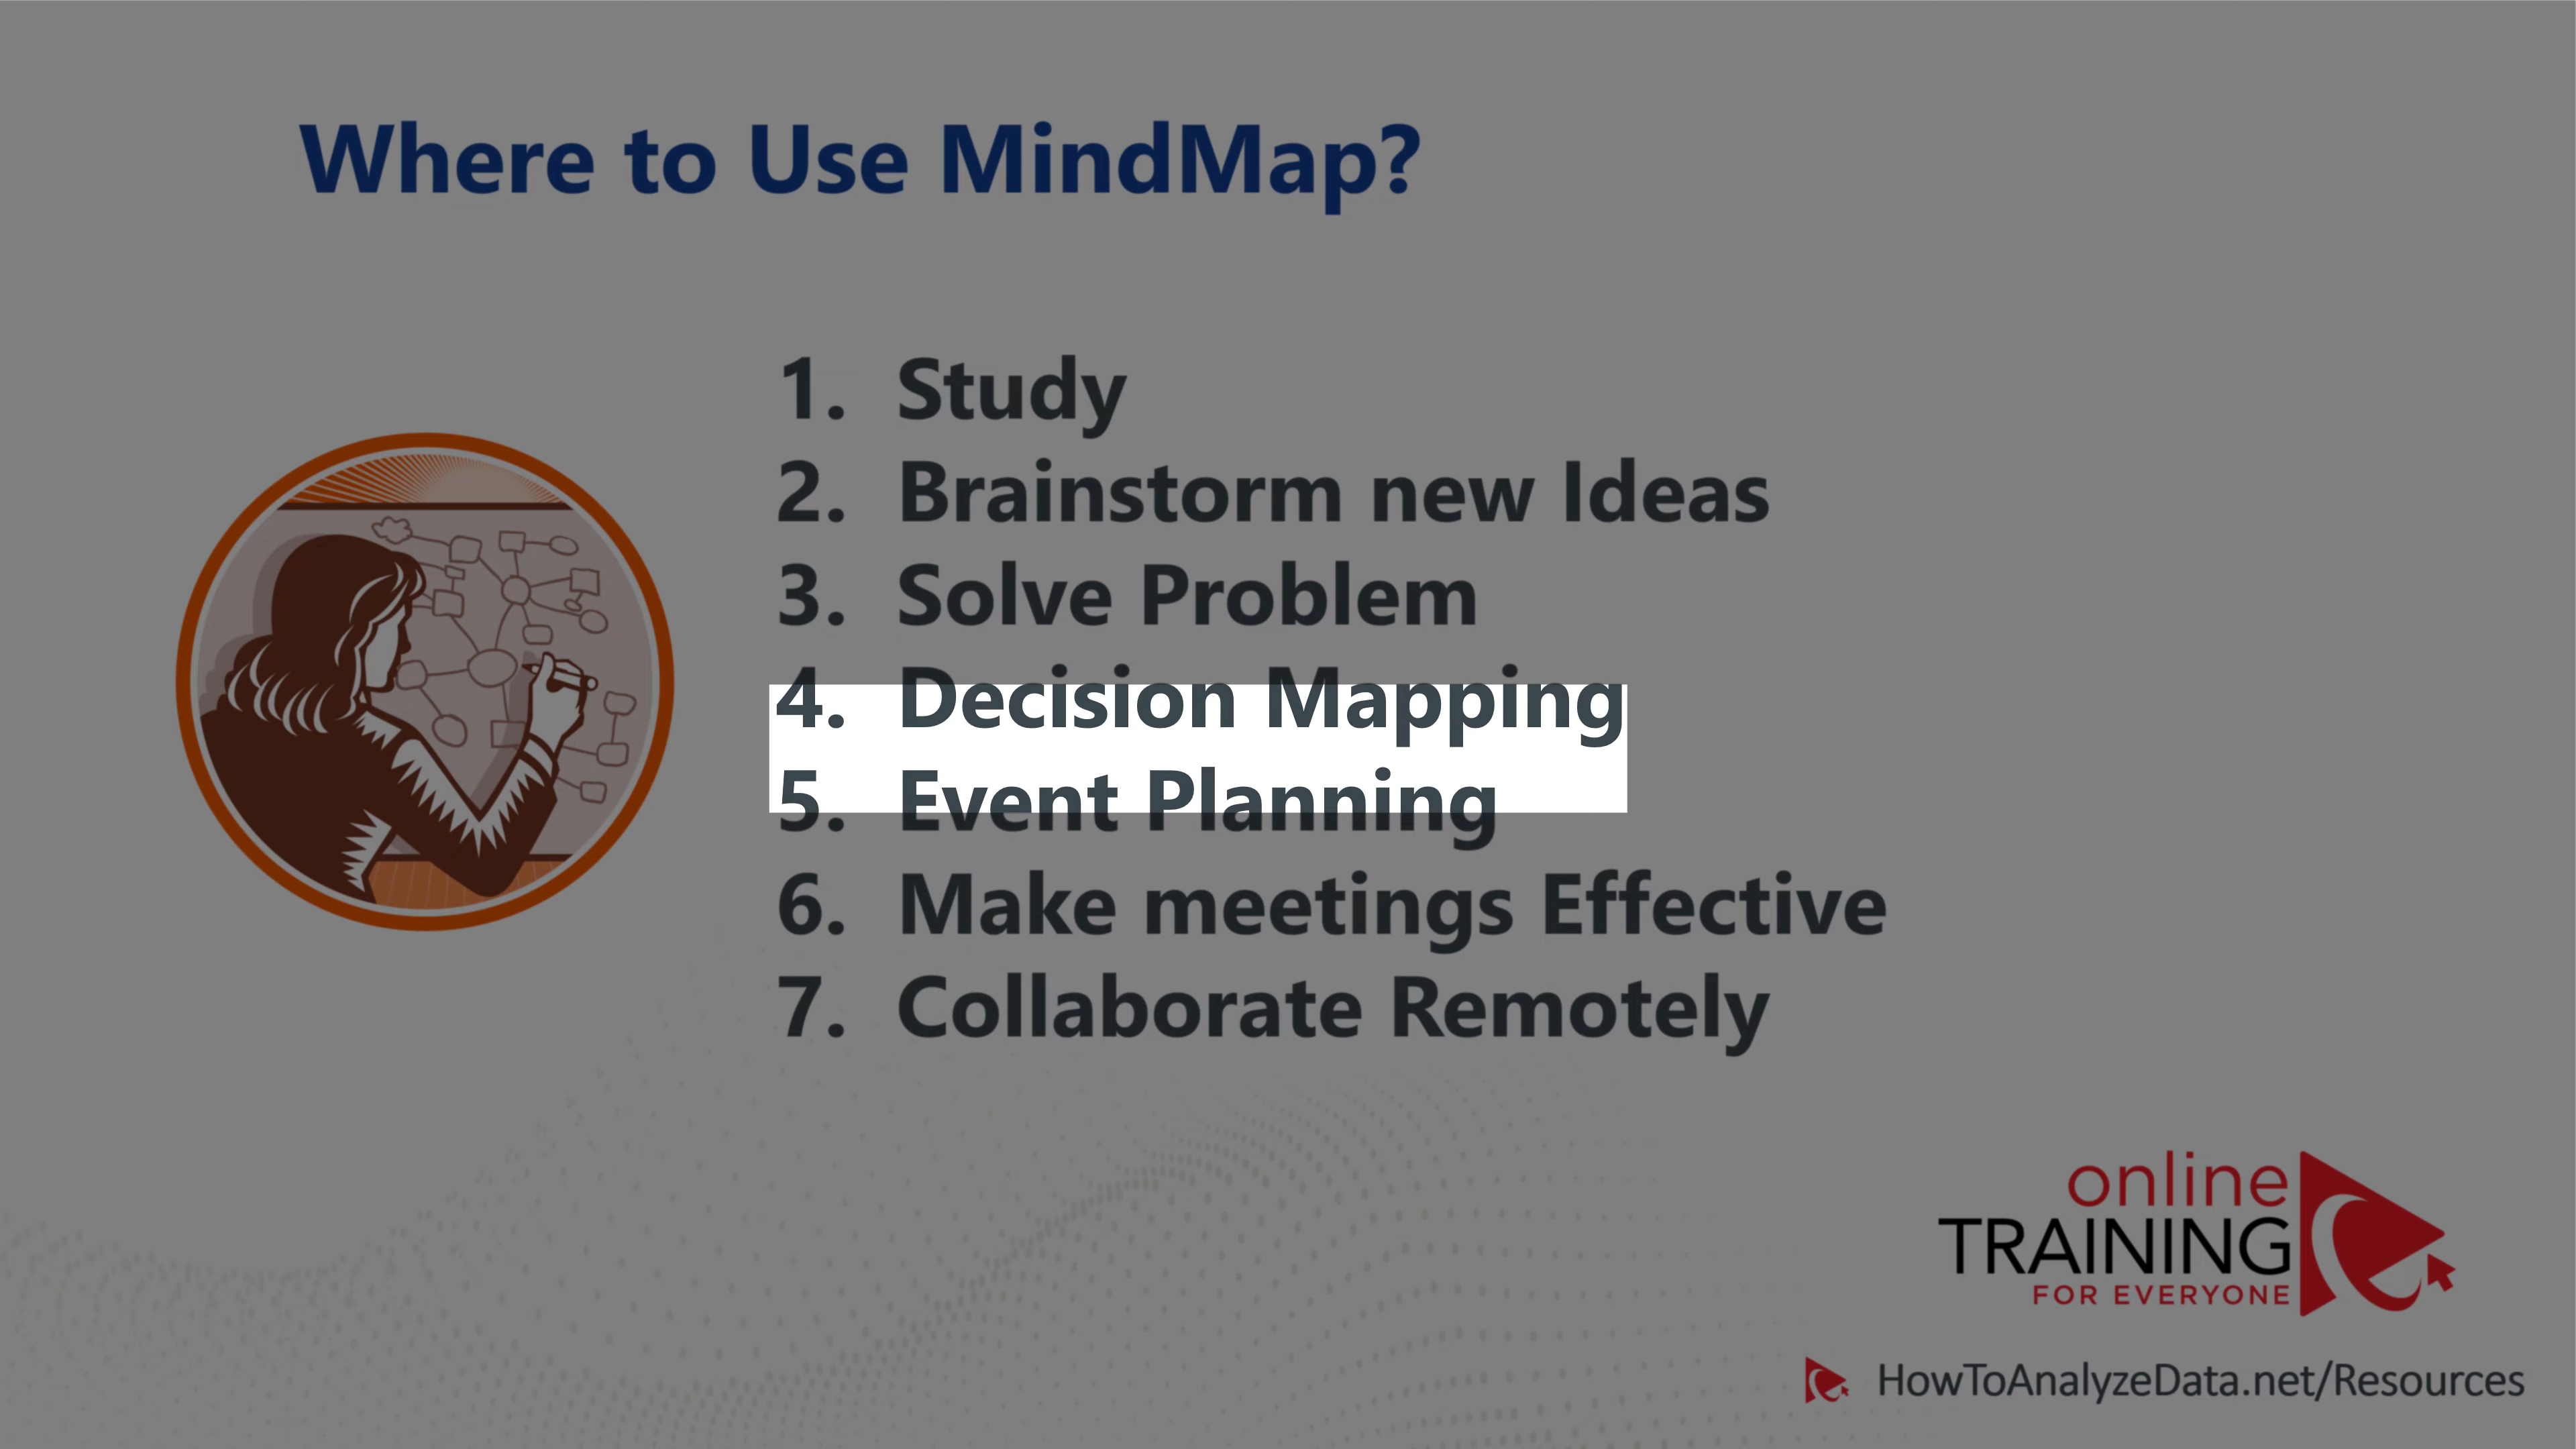 Where to Use MindMap?
1. Study
2. Brainstorm new Ideas
3. Solve Problem
4. Decision Mapping
5. Event Planning
6. Make meetings Effective
7. Collaborate Remotely
online
TRAINING
FOR EVERYONE
HowToAnalyzeData.net/Resources